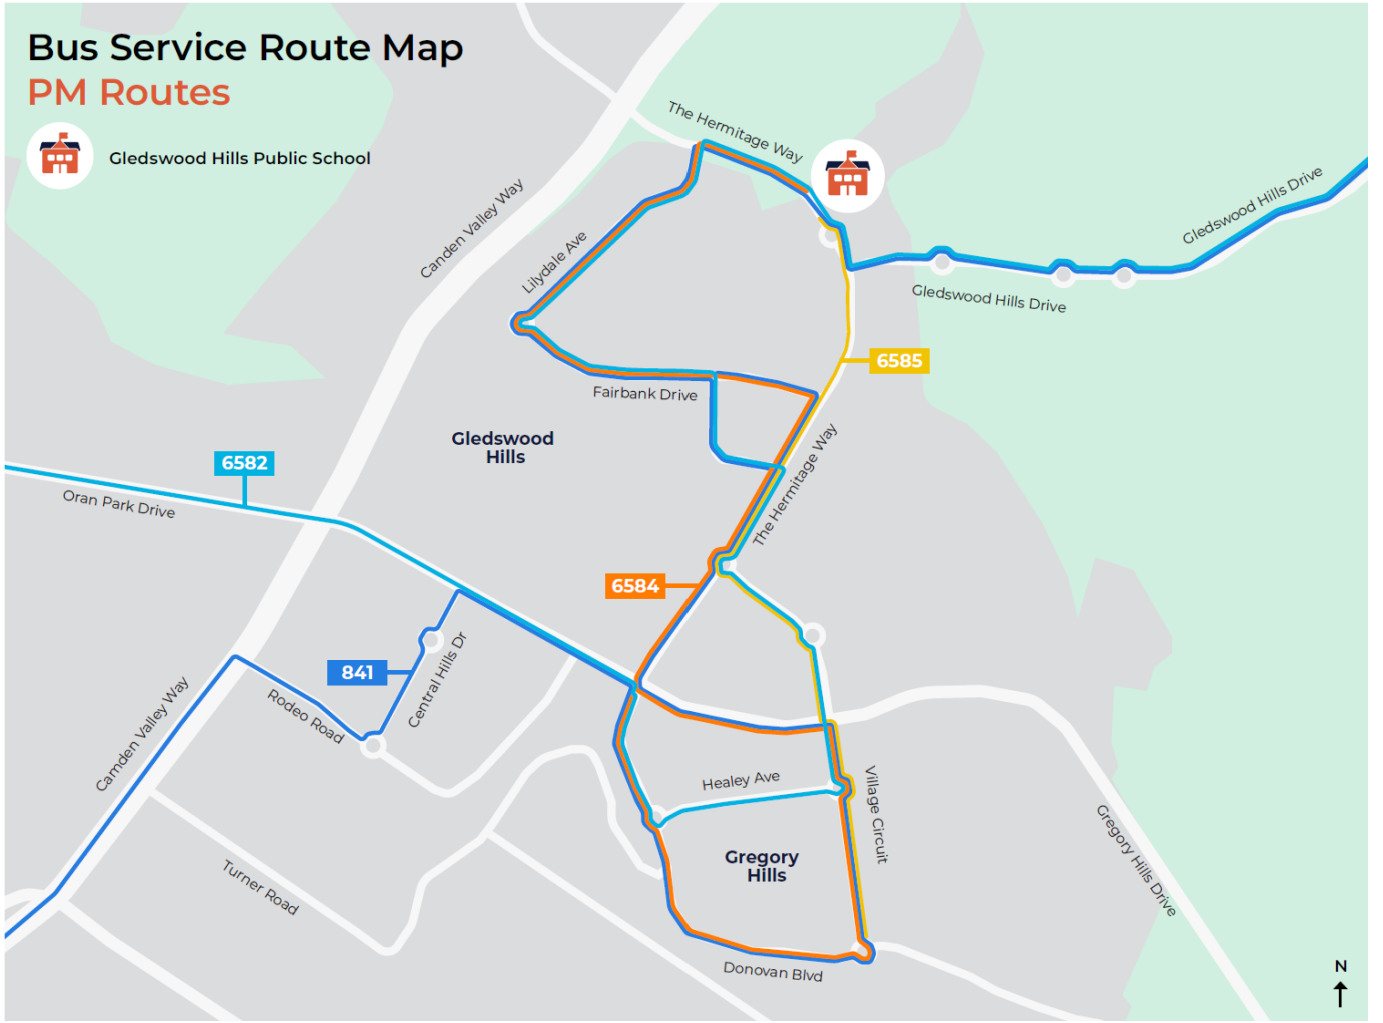 Bus Service Route Map
PM Routes
Gledswood Hills Public School
The Hermitage Way
Canden Valley Way
Lilydale Ave
Gledswood Hills Drive
Gledswood Hills Drive
6585
Fairbank Drive
Gledswood
Hills
The Hermitage Way
6582
Oran Park Drive
6584
841
Central Hills Dr
Rodeo Road
Camden Valley Way
Healey Ave
Village Circuit
Gregory
Hills
Gregory Hills Drive
Turner Road
Donovan Blvd
N